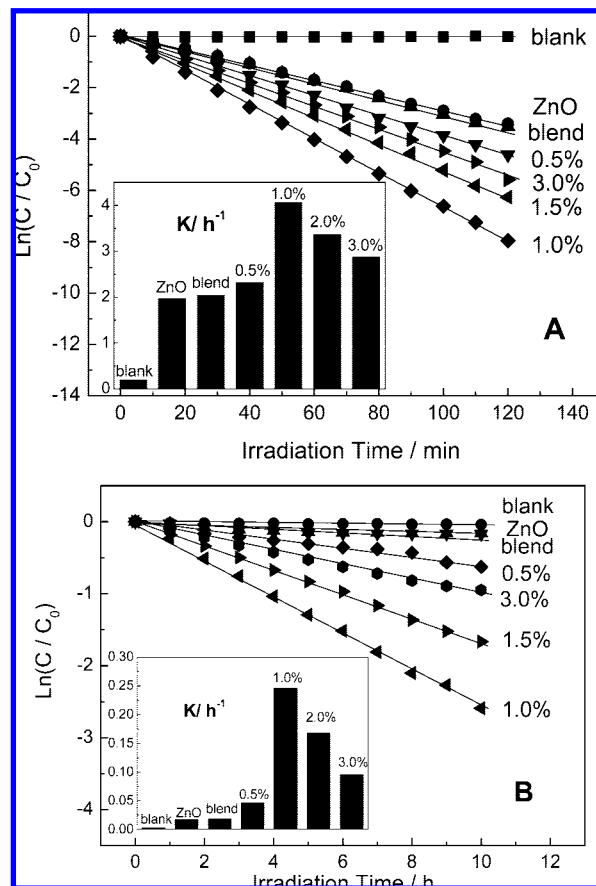 0
-2
-4
-6
-8
-10
-12
-14
Ln(C / C0)
blank
ZnO
blend
0.5%
3.0%
1.5%
1.0%
4
3
2
1
0
K/ h-1
blank
ZnO
blend
0.5%
1.0%
2.0%
3.0%
A
0 20 40 60 80 100 120 140
Irradiation Time / min
0
-1
-2
-3
-4
Ln(C / C0)
blank
ZnO
blend
0.5%
3.0%
1.5%
1.0%
0.30
0.25
0.20
0.15
0.10
0.05
0.00
K/ h-1
blank
ZnO
blend
0.5%
1.0%
2.0%
3.0%
B
0 2 4 6 8 10 12
Irradiation Time / h